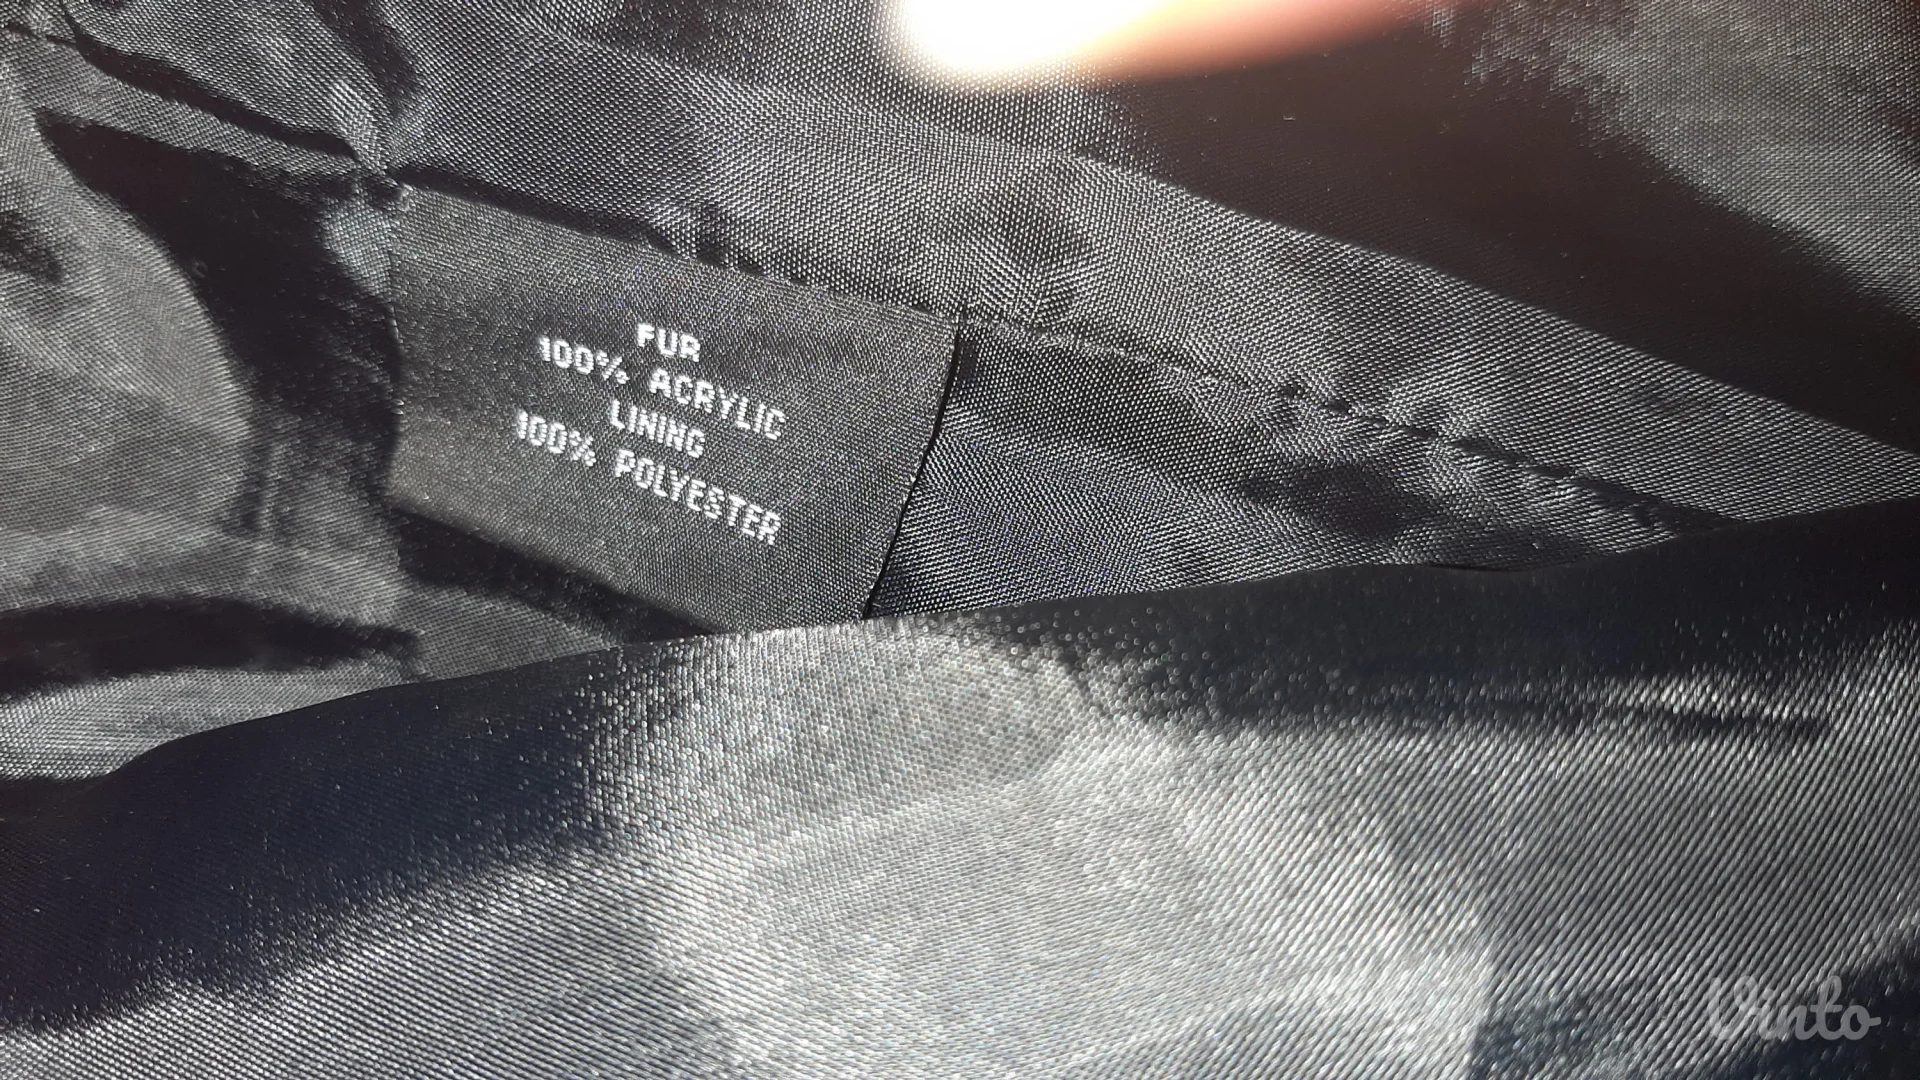 FUR
100% ACRYLIC
LINING
100% POLYESTER
Vinto